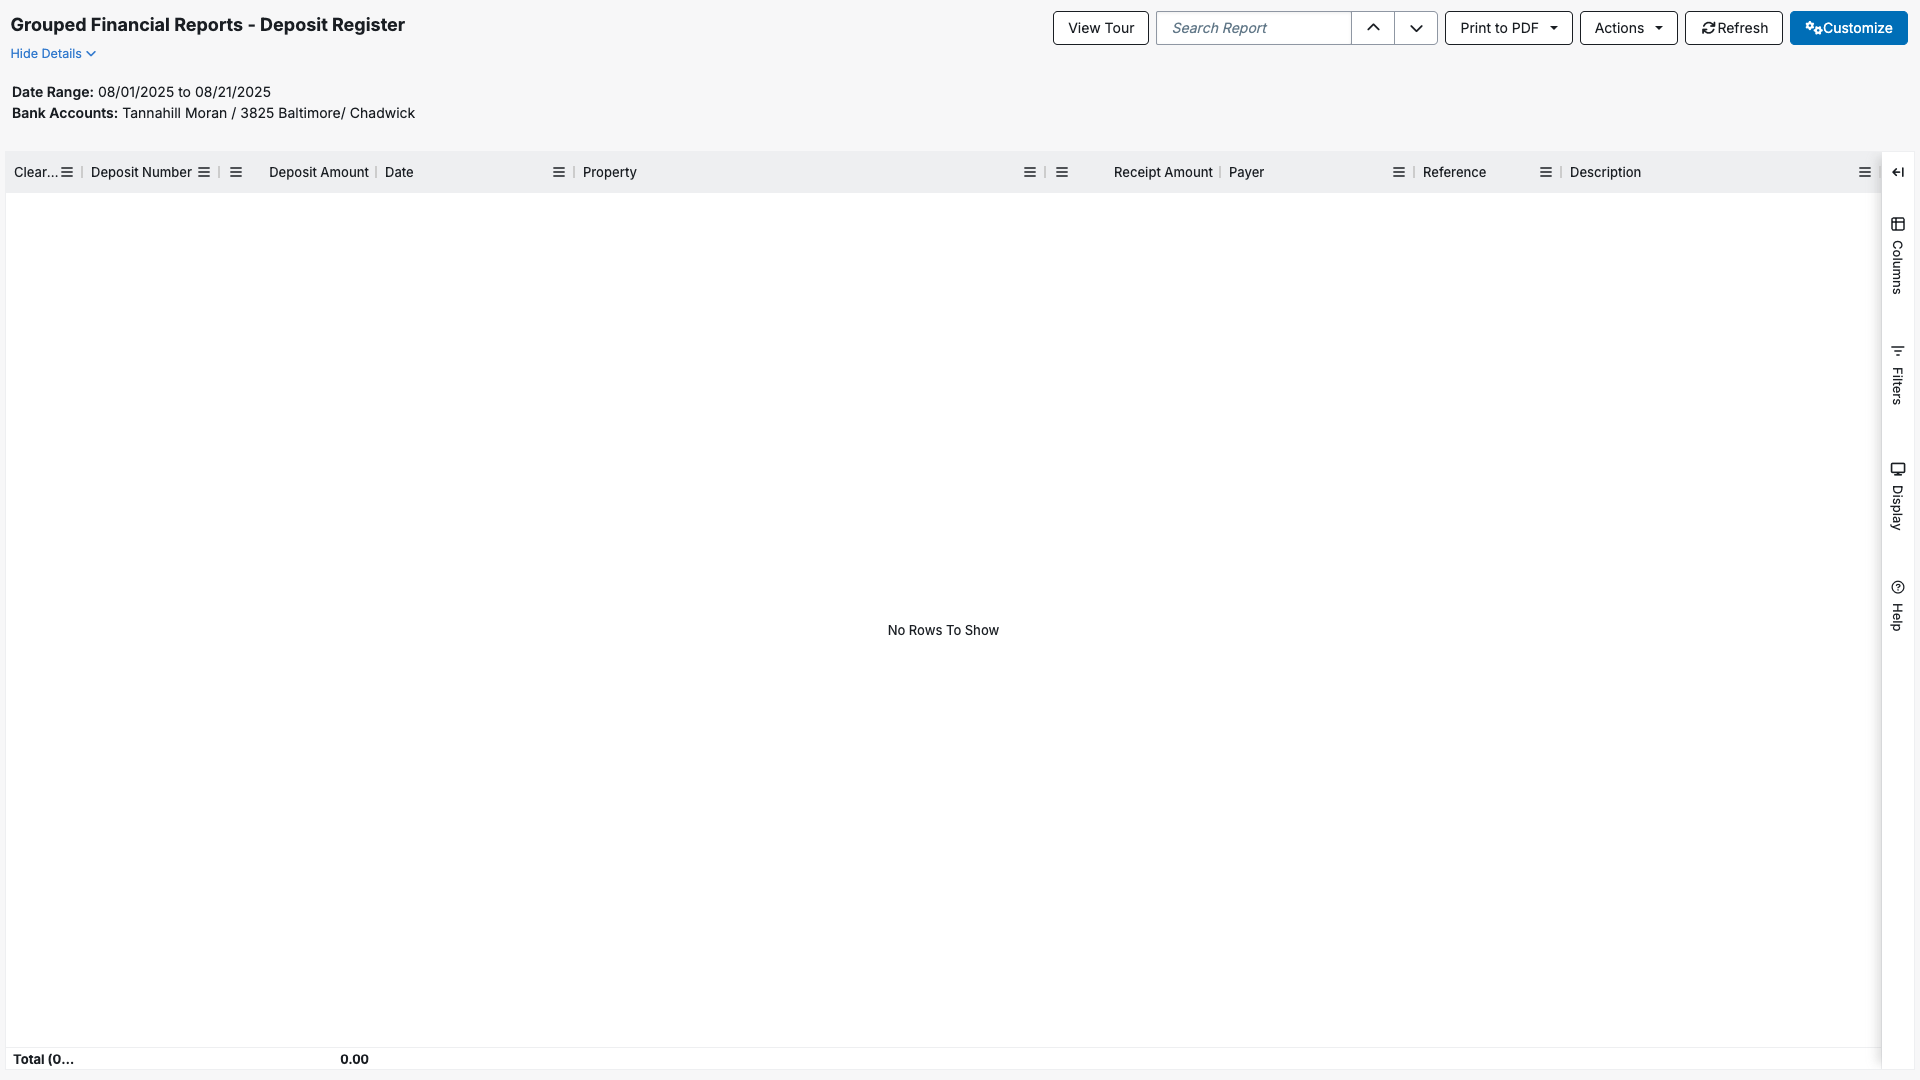 Grouped Financial Reports - Deposit Register
View Tour
Search Report
Print to PDF
Actions
Refresh
Customize
Hide Details
Date Range: 08/01/2025 to 08/21/2025
Bank Accounts: Tannahill Moran / 3825 Baltimore/ Chadwick
Clear... Deposit Number Deposit Amount Date Property Receipt Amount Payer Reference Description
Columns
Filters
Display
Help
No Rows To Show
Total (0... 0.00